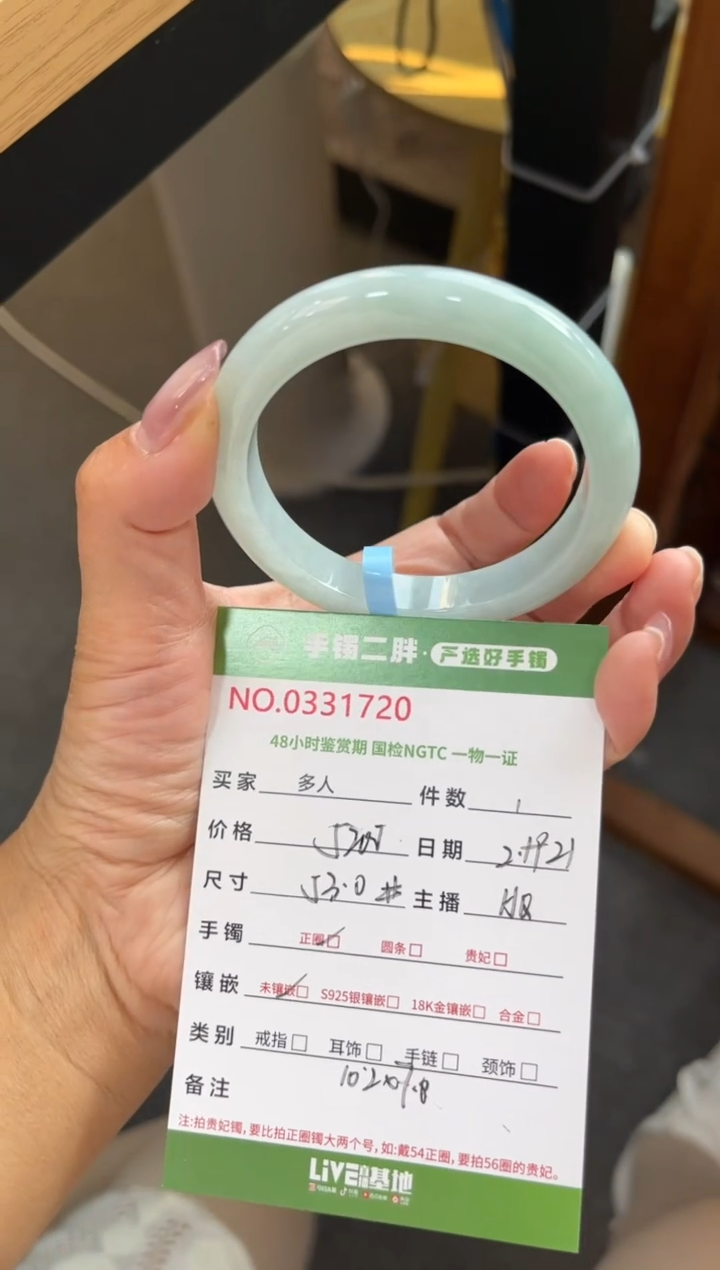 手镯二胖·严选好手镯
NO.0331720
48小时鉴赏期 国检NGTC 一物一证
买家 多人 件数 1
价格 日期
尺寸 53.0 # 主播
手镯 正圈 圆条 贵妃
镶嵌 未镶嵌 S925银镶嵌 18K金镶嵌 合金
类别 戒指 耳饰 手链 颈饰
备注
注:拍贵妃镯,要比拍正圈镯大两个号,如:戴54正圈,要拍56圈的贵妃。
LiVE 基地